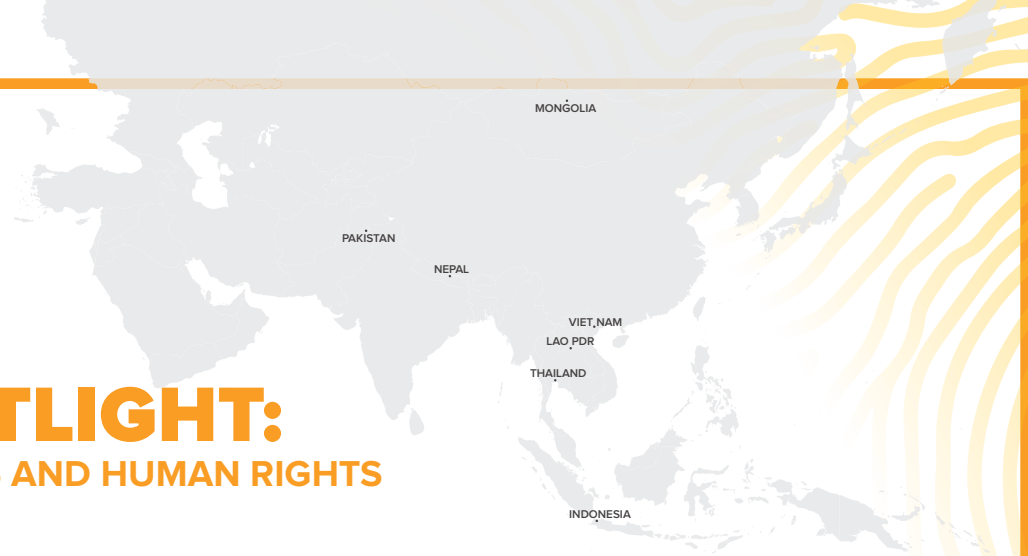 MONGOLIA
PAKISTAN
NEPAL
VIET NAM
LAO PDR
THAILAND
TLIGHT:
AND HUMAN RIGHTS
INDONESIA